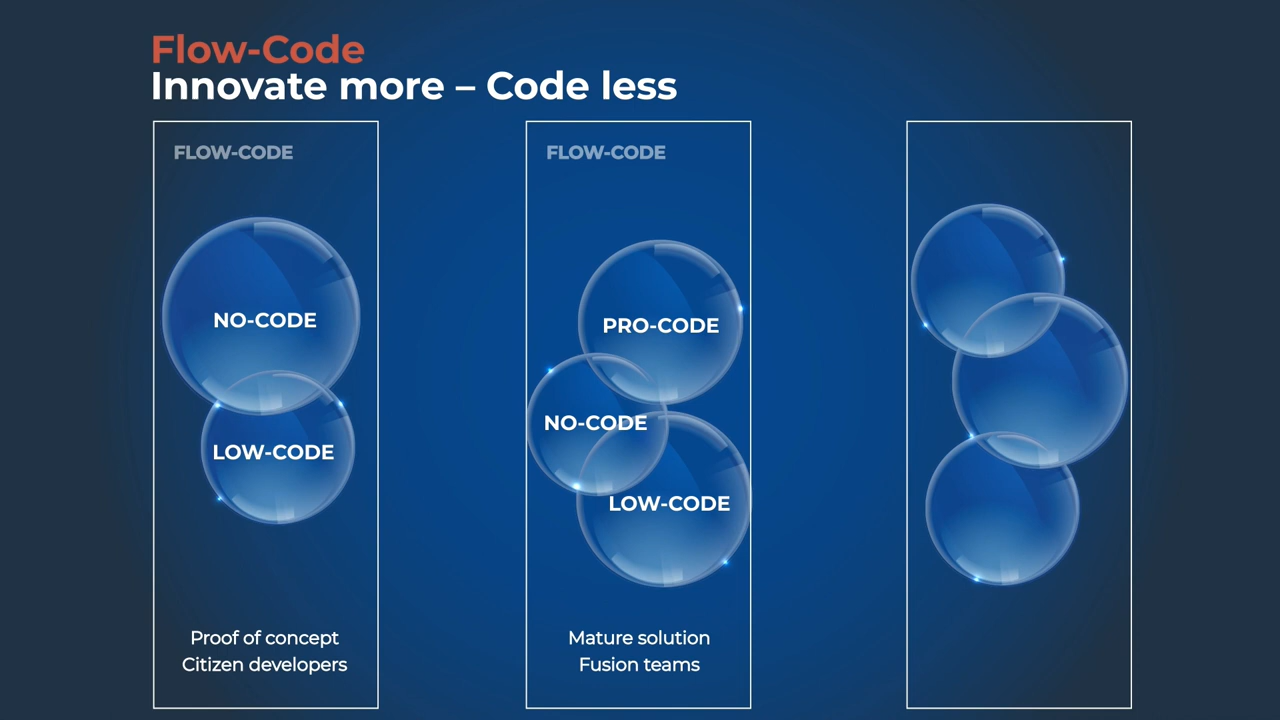 Flow-Code
Innovate more – Code less
FLOW-CODE
NO-CODE
LOW-CODE
Proof of concept
Citizen developers
FLOW-CODE
PRO-CODE
NO-CODE
LOW-CODE
Mature solution
Fusion teams